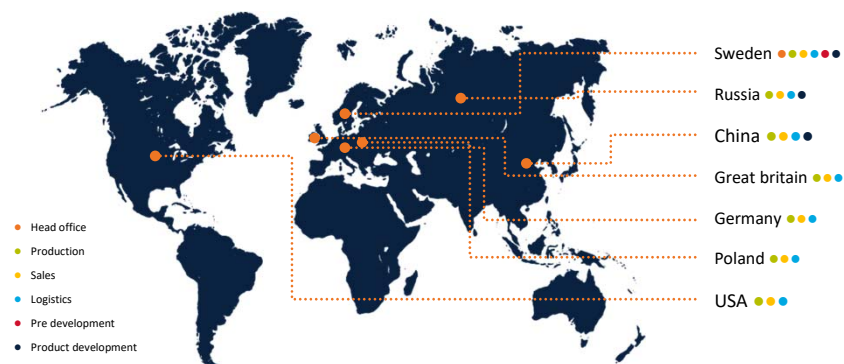 Sweden
Russia
China
Great britain
Germany
Poland
USA
Head office
Production
Sales
Logistics
Pre development
Product development